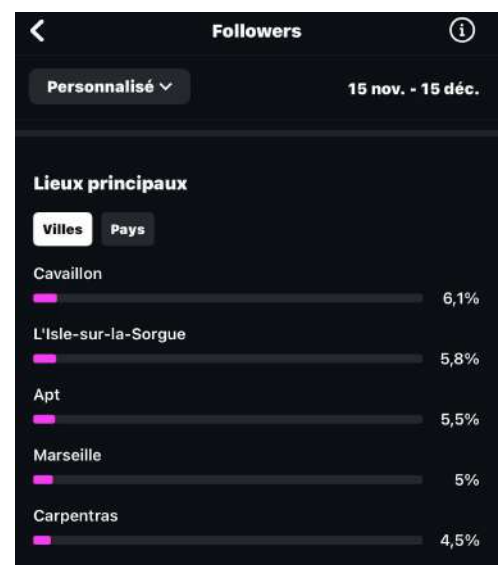 Followers
Personnalisé
15 nov. - 15 déc.
Lieux principaux
Villes Pays
Cavaillon
6,1%
L'Isle-sur-la-Sorgue
5,8%
Apt
5,5%
Marseille
5%
Carpentras
4,5%